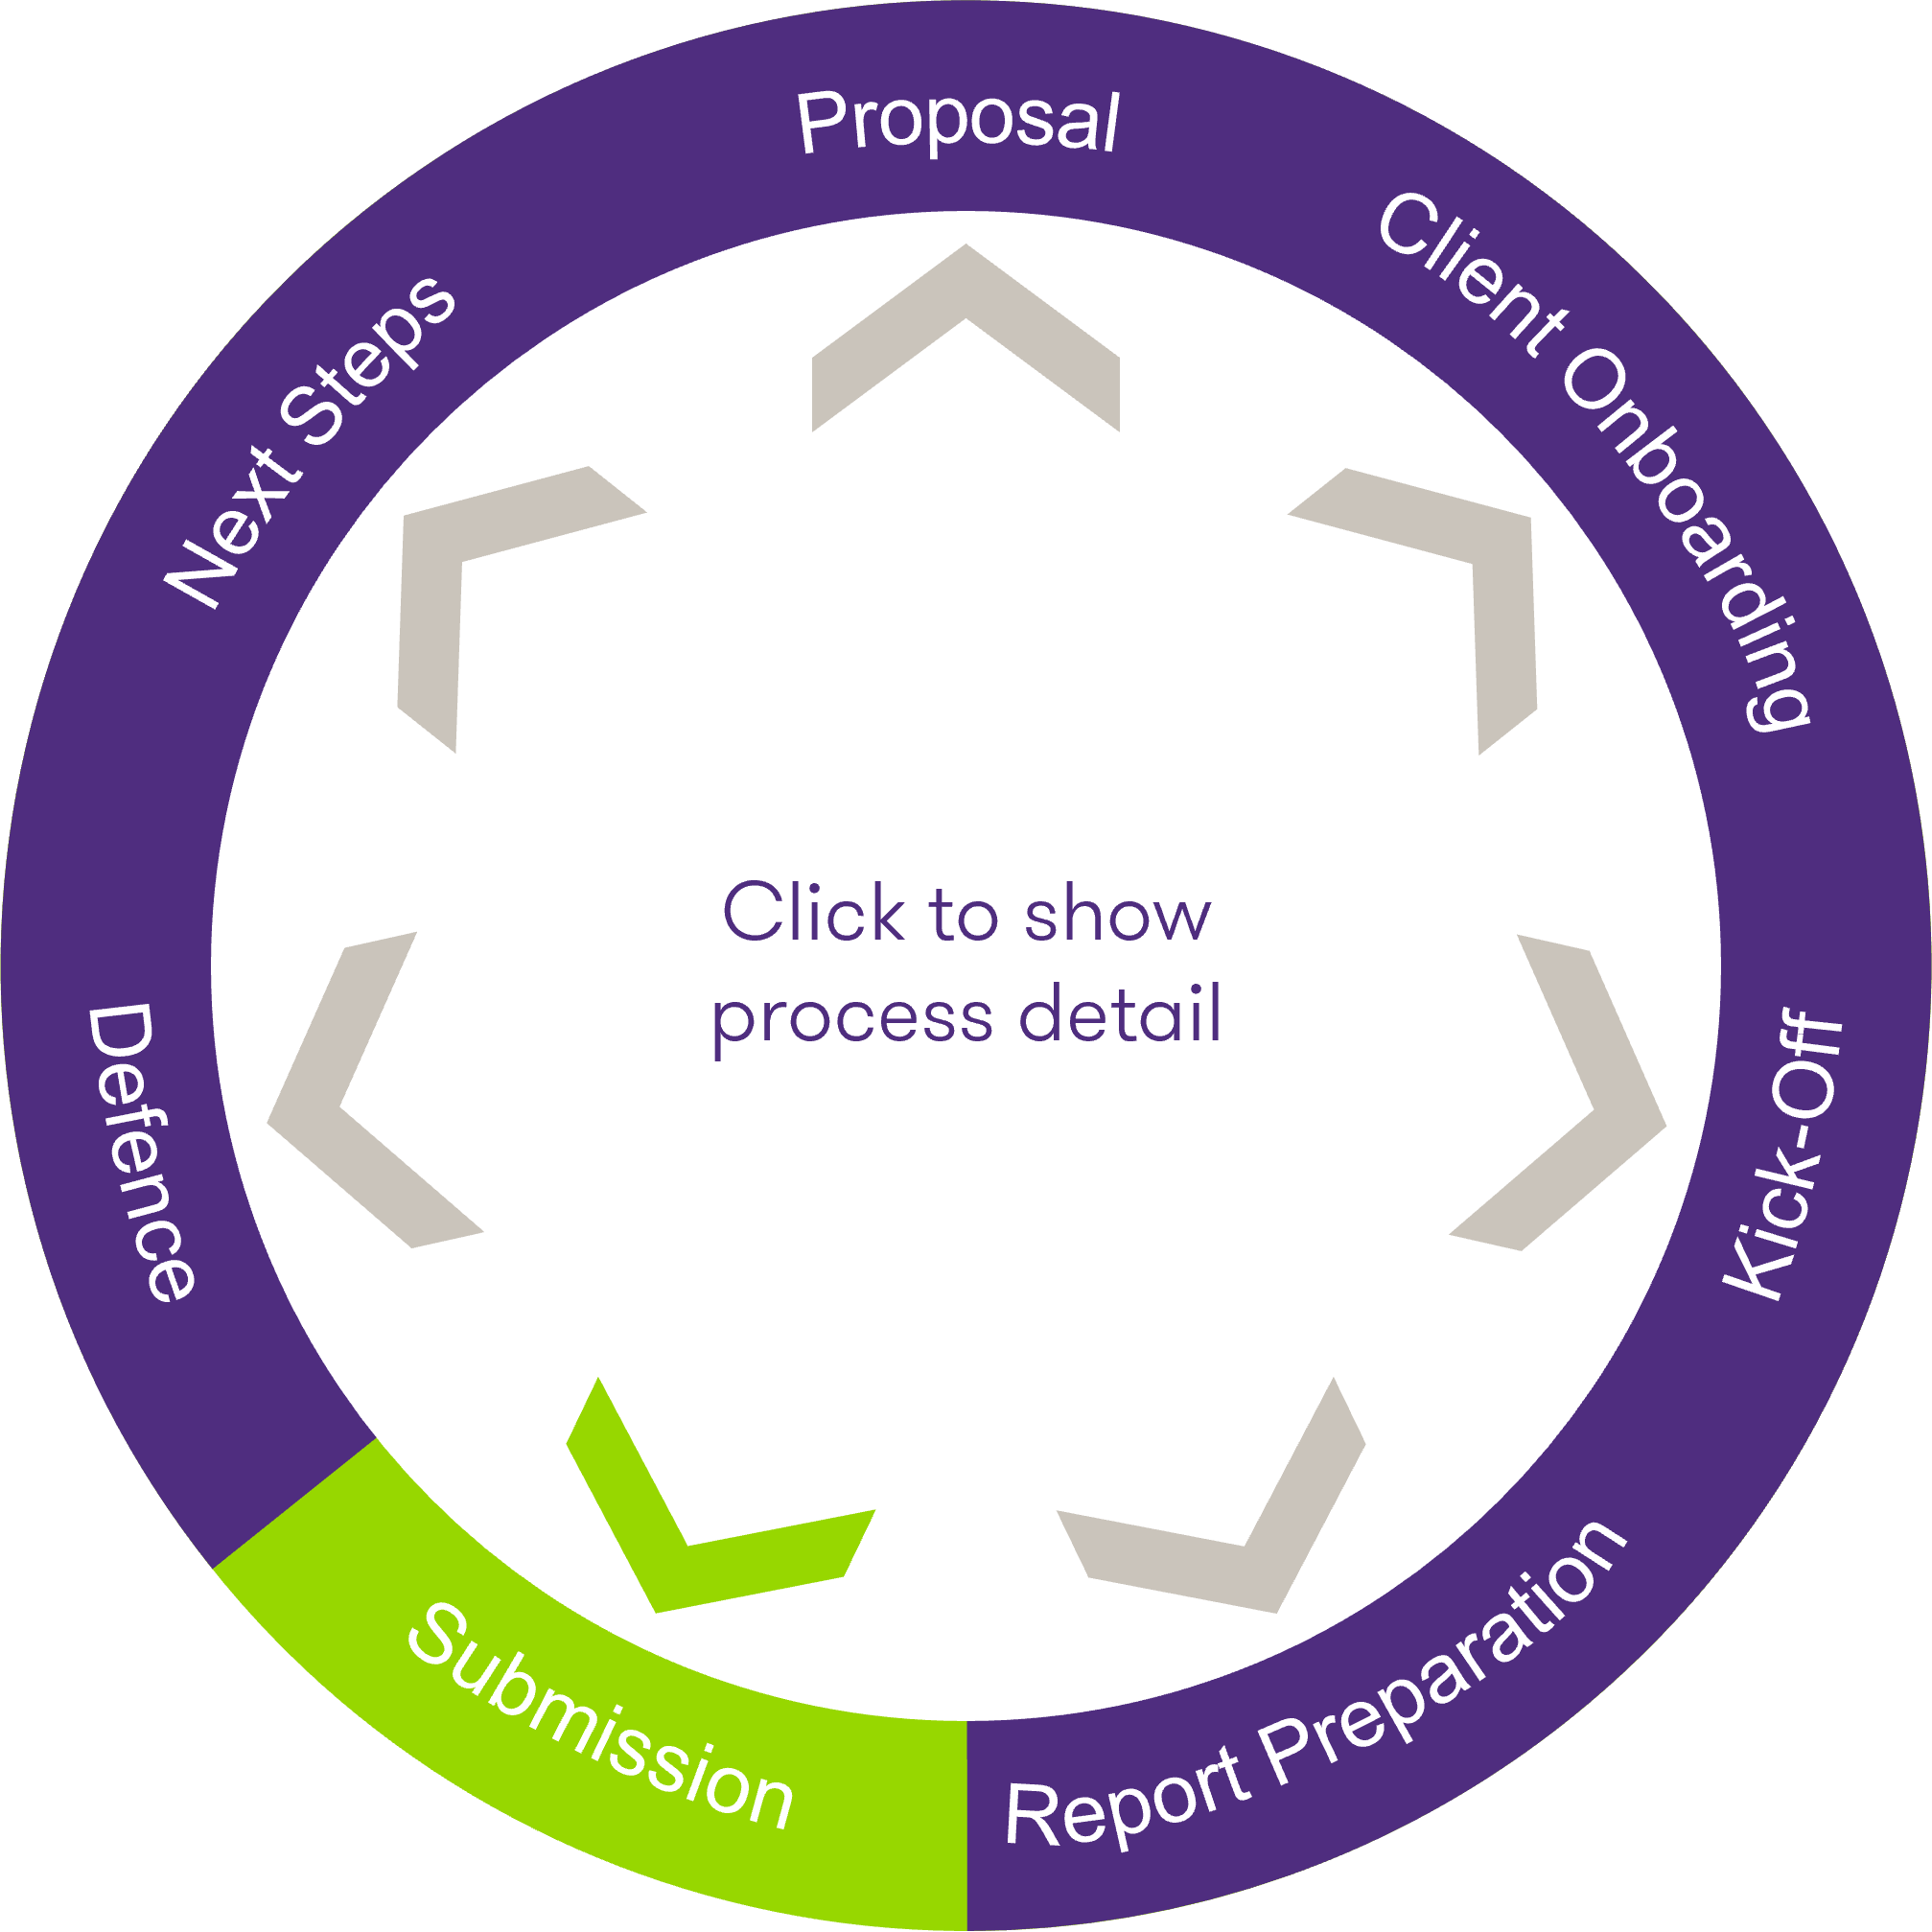 Proposal
Client Onboarding
Kick-Off
Report Preparation
Submission
Defence
Next Steps
Click to show
process detail